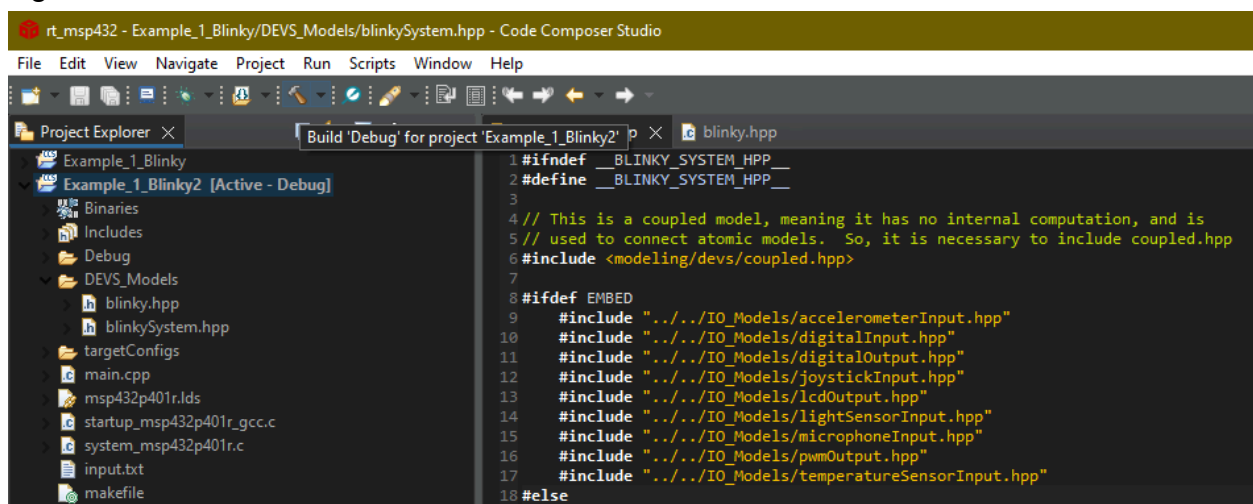 rt_msp432 - Example_1_Blinky/DEVS_Models/blinkySystem.hpp - Code Composer Studio
File Edit View Navigate Project Run Scripts Window Help
Project Explorer
Build 'Debug' for project 'Example_1_Blinky2'
p
blinky.hpp
Example_1_Blinky
Example_1_Blinky2 [Active - Debug]
Binaries
Includes
Debug
DEVS_Models
blinky.hpp
blinkySystem.hpp
targetConfigs
main.cpp
msp432p401r.lds
startup_msp432p401r_gcc.c
system_msp432p401r.c
input.txt
makefile
1 #ifndef __BLINKY_SYSTEM_HPP__
2 #define __BLINKY_SYSTEM_HPP__
3
4 // This is a coupled model, meaning it has no internal computation, and is
5 // used to connect atomic models.  So, it is necessary to include coupled.hpp
6 #include <modeling/devs/coupled.hpp>
7
8 #ifdef EMBED
9     #include "../../IO_Models/accelerometerInput.hpp"
10     #include "../../IO_Models/digitalInput.hpp"
11     #include "../../IO_Models/digitalOutput.hpp"
12     #include "../../IO_Models/joystickInput.hpp"
13     #include "../../IO_Models/lcdOutput.hpp"
14     #include "../../IO_Models/lightSensorInput.hpp"
15     #include "../../IO_Models/microphoneInput.hpp"
16     #include "../../IO_Models/pwmOutput.hpp"
17     #include "../../IO_Models/temperatureSensorInput.hpp"
18 #else